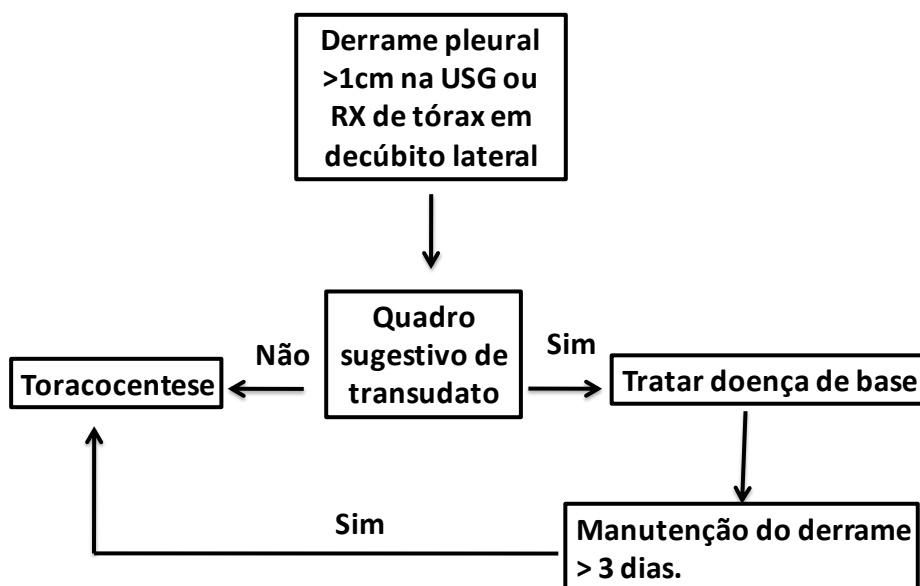 Derrame pleural
>1cm na USG ou
RX de tórax em
decúbito lateral
Quadro
sugestivo de
transudato
Não
Sim
Toracocentese
Tratar doença de base
Sim
Manutenção do derrame
> 3 dias.